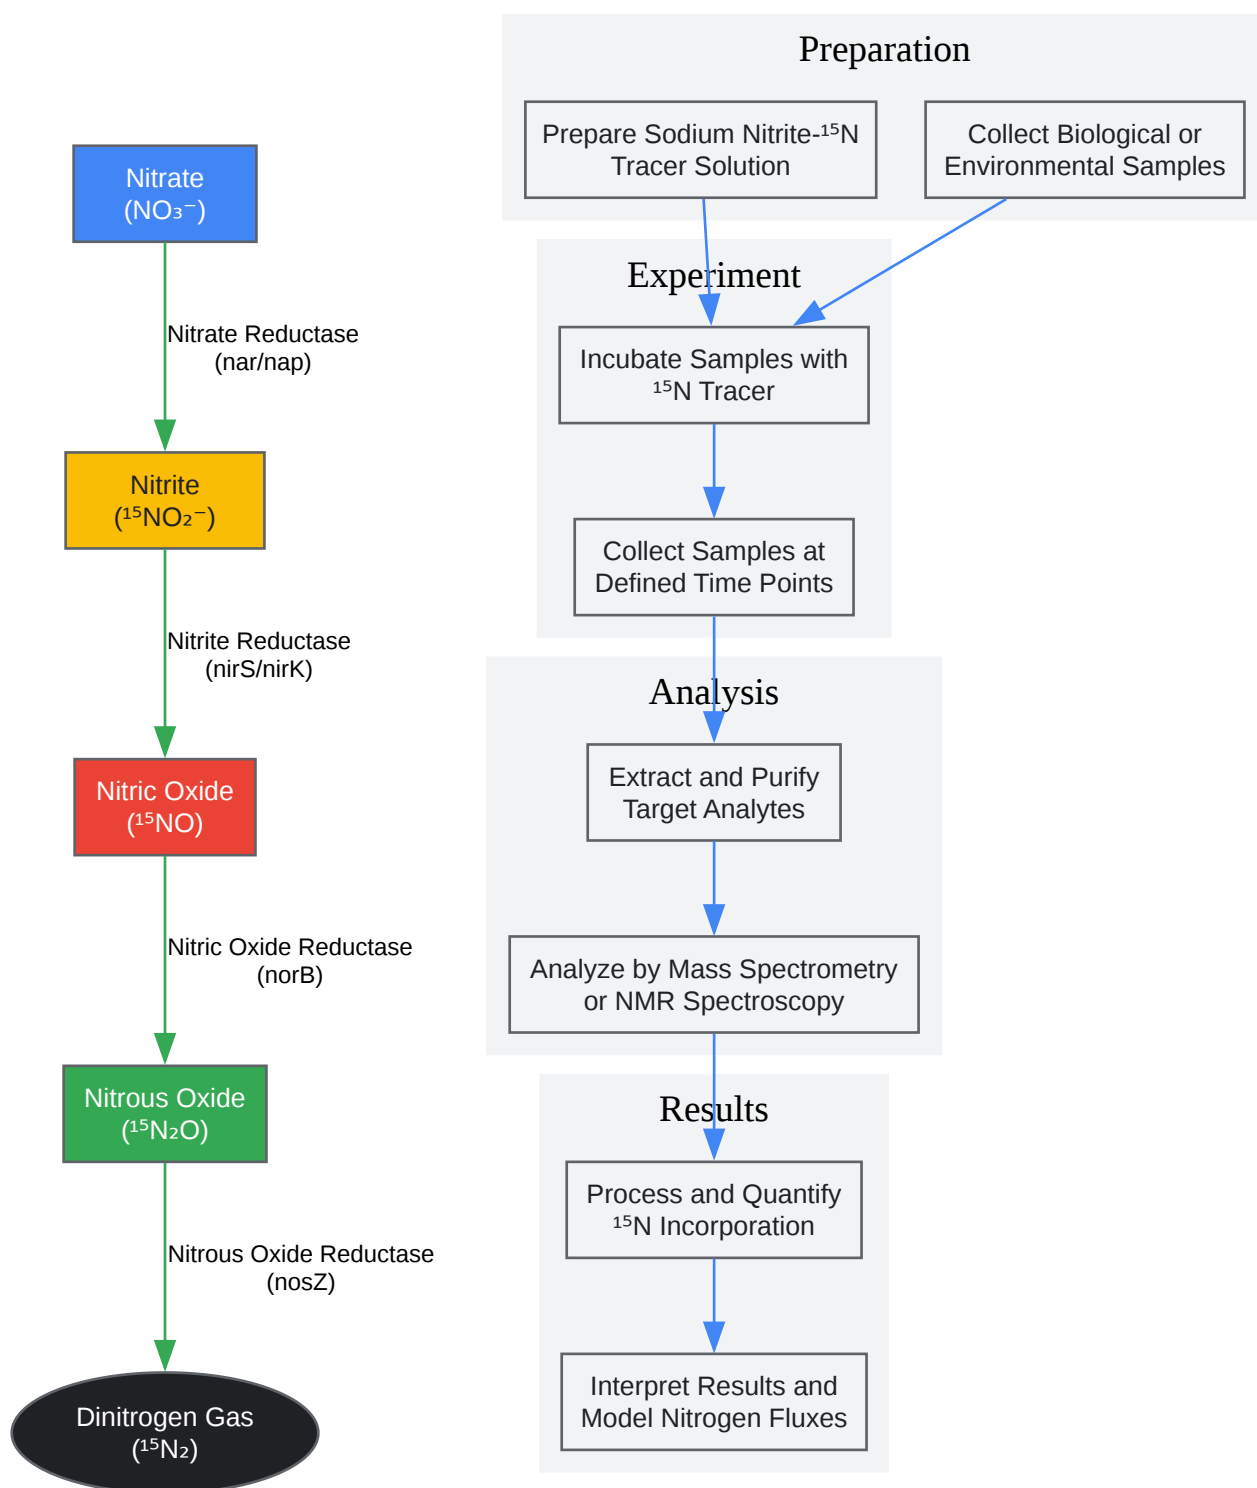 Nitrate
(NO₃⁻)
Nitrate Reductase
(nar/nap)
Nitrite
(¹⁵NO₂⁻)
Nitrite Reductase
(nirS/nirK)
Nitric Oxide
(¹⁵NO)
Nitric Oxide Reductase
(norB)
Nitrous Oxide
(¹⁵N₂O)
Nitrous Oxide Reductase
(nosZ)
Dinitrogen Gas
(¹⁵N₂)
Preparation
Prepare Sodium Nitrite-¹⁵N
Tracer Solution
Collect Biological or
Environmental Samples
Experiment
Incubate Samples with
¹⁵N Tracer
Collect Samples at
Defined Time Points
Analysis
Extract and Purify
Target Analytes
Analyze by Mass Spectrometry
or NMR Spectroscopy
Results
Process and Quantify
¹⁵N Incorporation
Interpret Results and
Model Nitrogen Fluxes